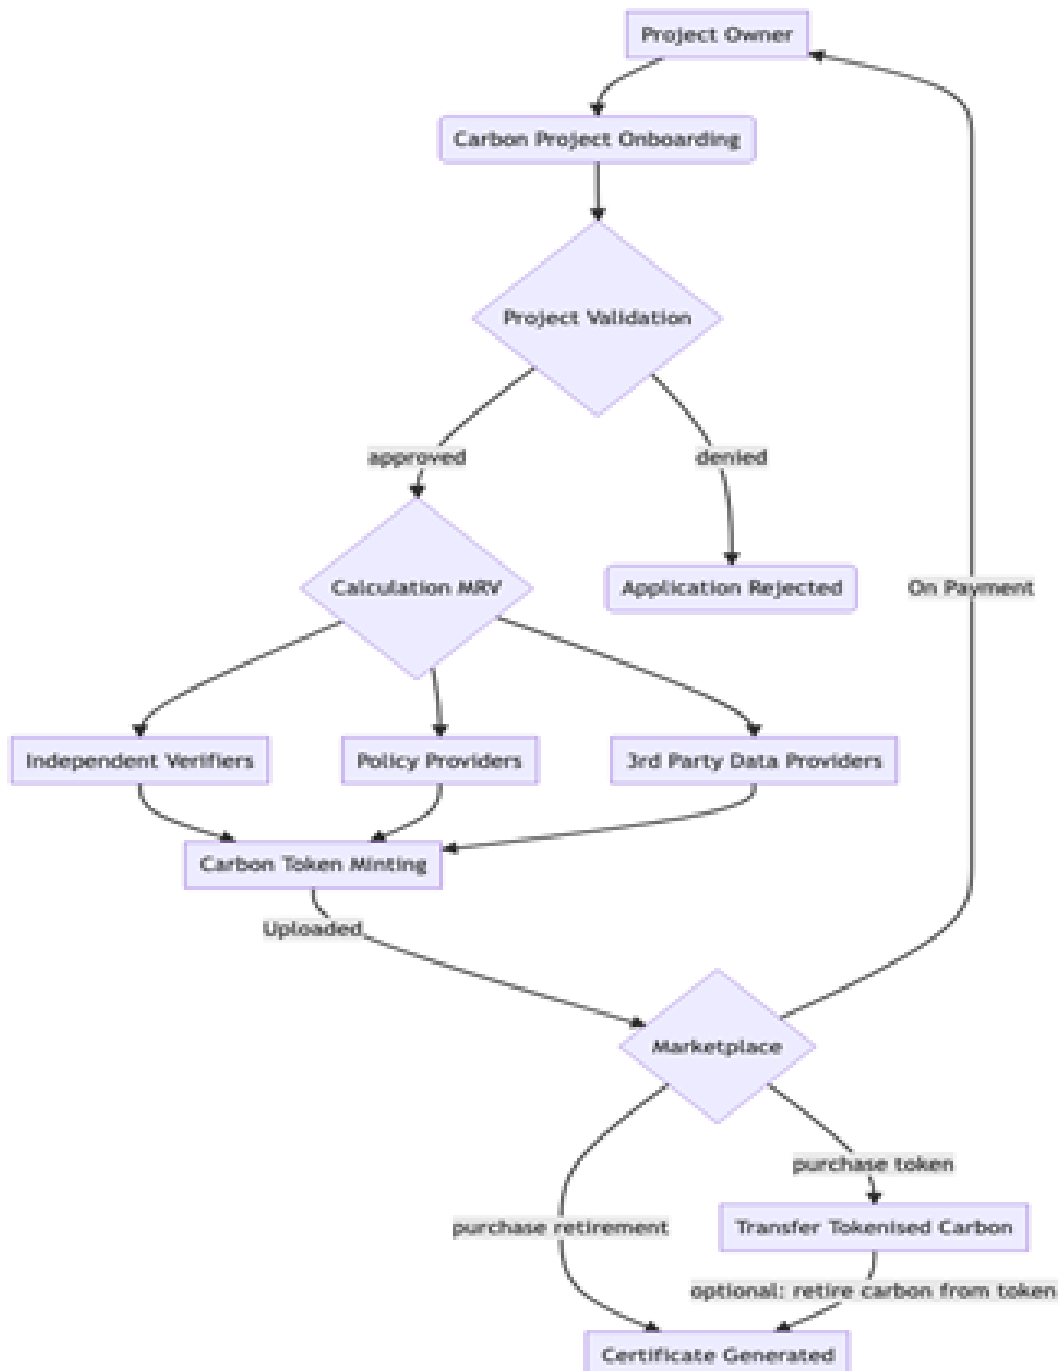 Project Owner
Carbon Project Onboarding
Project Validation
approved
denied
Calculation MRV
Application Rejected
On Payment
Independent Verifiers
Policy Providers
3rd Party Data Providers
Carbon Token Minting
Uploaded
Marketplace
purchase token
purchase retirement
Transfer Tokenised Carbon
optional: retire carbon from token
Certificate Generated